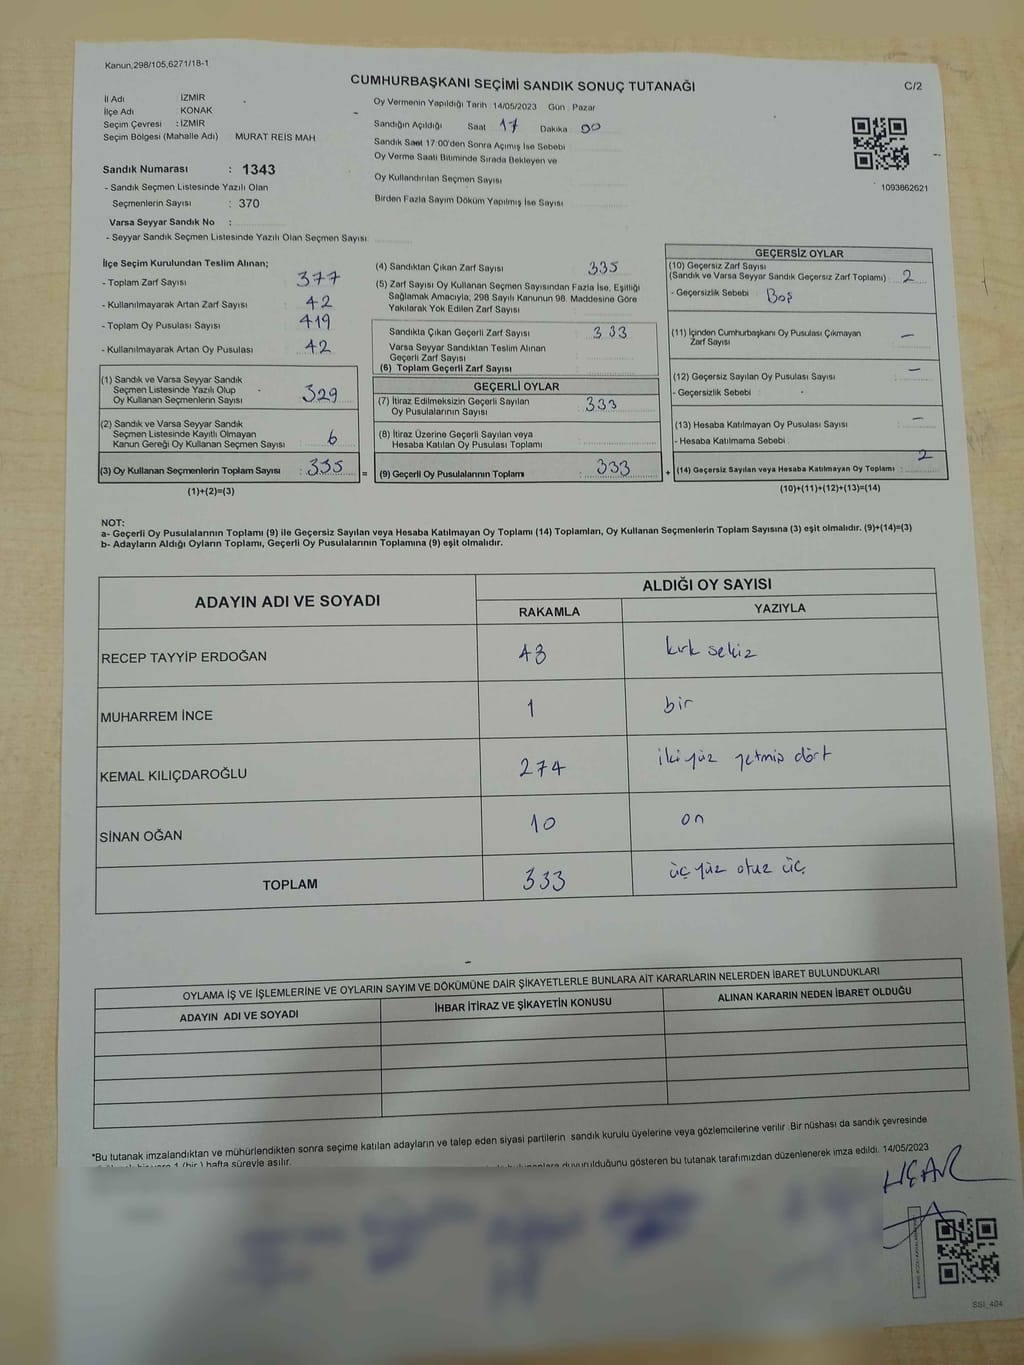 Kanun,298/105,6271/18-1
CUMHURBAŞKANI SEÇİMİ SANDIK SONUÇ TUTANAĞI
C/2
İl Adı İZMİR
İlçe Adı : KONAK
Seçim Çevresi : İZMİR
Seçim Bölgesi (Mahalle Adı) MURAT REİS MAH
Oy Vermenin Yapıldığı Tarih 14/05/2023 Gün : Pazar
Sandığın Açıldığı Saat 17 Dakika 00
Sandık Saat 17:00'den Sonra Açımış İse Sebebi
Oy Verme Saati Bitiminde Sırada Bekleyen ve
Oy Kullandırılan Seçmen Sayısı
Birden Fazla Sayım Döküm Yapılmış İse Sayısı
1093862621
Sandık Numarası : 1343
- Sandık Seçmen Listesinde Yazılı Olan
Seçmenlerin Sayısı : 370
Varsa Seyyar Sandık No :
- Seyyar Sandık Seçmen Listesinde Yazılı Olan Seçmen Sayısı
İlçe Seçim Kurulundan Teslim Alınan;
- Toplam Zarf Sayısı : 377
- Kullanılmayarak Artan Zarf Sayısı : 42
- Toplam Oy Pusulası Sayısı : 419
- Kullanılmayarak Artan Oy Pusulası : 42
(1) Sandık ve Varsa Seyyar Sandık
Seçmen Listesinde Yazılı Olup
Oy Kullanan Seçmenlerin Sayısı : 329
(2) Sandık ve Varsa Seyyar Sandık
Seçmen Listesinde Kayıtlı Olmayan
Kanun Gereği Oy Kullanan Seçmen Sayısı : 6
(3) Oy Kullanan Seçmenlerin Toplam Sayısı : 335 =
(1)+(2)=(3)
(4) Sandıktan Çıkan Zarf Sayısı : 335
(5) Zarf Sayısı Oy Kullanan Seçmen Sayısından Fazla İse, Eşitliği
Sağlamak Amacıyla, 298 Sayılı Kanunun 98. Maddesine Göre
Yakılarak Yok Edilen Zarf Sayısı
Sandıkta Çıkan Geçerli Zarf Sayısı : 333
Varsa Seyyar Sandıktan Teslim Alınan
Geçerli Zarf Sayısı
(6) Toplam Geçerli Zarf Sayısı
GEÇERLİ OYLAR
(7) İtiraz Edilmeksizin Geçerli Sayılan
Oy Pusulalarının Sayısı : 333
(8) İtiraz Üzerine Geçerli Sayılan veya
Hesaba Katılan Oy Pusulası Toplamı
(9) Geçerli Oy Pusulalarının Toplamı : 333 +
GEÇERSİZ OYLAR
(10) Geçersiz Zarf Sayısı
(Sandık ve Varsa Seyyar Sandık Geçersiz Zarf Toplamı) : 2
- Geçersizlik Sebebi : Boş
(11) İçinden Cumhurbaşkanı Oy Pusulası Çıkmayan
Zarf Sayısı : –
(12) Geçersiz Sayılan Oy Pusulası Sayısı : –
- Geçersizlik Sebebi :
(13) Hesaba Katılmayan Oy Pusulası Sayısı : –
- Hesaba Katılmama Sebebi :
(14) Geçersiz Sayılan veya Hesaba Katılmayan Oy Toplamı : 2
(10)+(11)+(12)+(13)=(14)
NOT:
a- Geçerli Oy Pusulalarının Toplamı (9) ile Geçersiz Sayılan veya Hesaba Katılmayan Oy Toplamı (14) Toplamları, Oy Kullanan Seçmenlerin Toplam Sayısına (3) eşit olmalıdır. (9)+(14)=(3)
b- Adayların Aldığı Oyların Toplamı, Geçerli Oy Pusulalarının Toplamına (9) eşit olmalıdır.
ADAYIN ADI VE SOYADI ALDIĞI OY SAYISI
RAKAMLA YAZIYLA
RECEP TAYYİP ERDOĞAN 48 kırk sekiz
MUHARREM İNCE 1 bir
KEMAL KILIÇDAROĞLU 274 iki yüz yetmiş dört
SİNAN OĞAN 10 on
TOPLAM 333 üç yüz otuz üç
OYLAMA İŞ VE İŞLEMLERİNE VE OYLARIN SAYIM VE DÖKÜMÜNE DAİR ŞİKAYETLERLE BUNLARA AİT KARARLARIN NELERDEN İBARET BULUNDUKLARI
ADAYIN ADI VE SOYADI İHBAR İTİRAZ VE ŞİKAYETİN KONUSU ALINAN KARARIN NEDEN İBARET OLDUĞU
*Bu tutanak imzalandıktan ve mühürlendikten sonra seçime katılan adayların ve talep eden siyasi partilerin sandık kurulu üyelerine veya gözlemcilerine verilir .Bir nüshası da sandık çevresinde
1 (bir ) hafta süreyle asılır. duyurulduğunu gösteren bu tutanak tarafımızdan düzenlenerek imza edildi. 14/05/2023
SSI_404